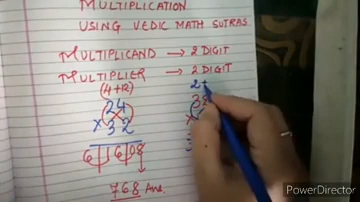 MULTIPLICATION
USING VEDIC MATH SUTRAS
MULTIPLICAND → 2 DIGIT
MULTIPLIER → 2 DIGIT
(4+12)
24
× 32
6 | 16 | 08
768 Ans.
2+
PowerDirector